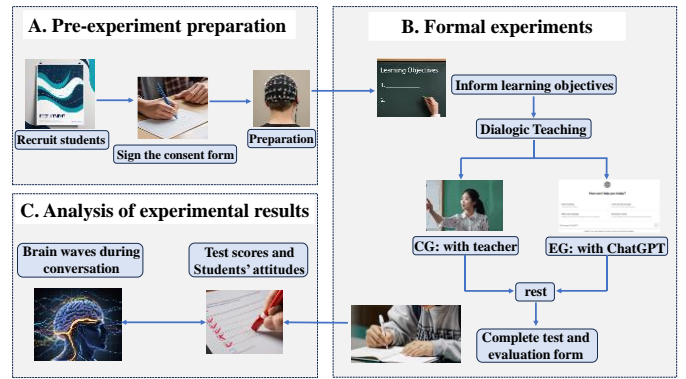 A. Pre-experiment preparation
Recruit students
Sign the consent form
Preparation
B. Formal experiments
Learning Objectives
1.
2.
Inform learning objectives
Dialogic Teaching
CG: with teacher
EG: with ChatGPT
rest
Complete test and
evaluation form
C. Analysis of experimental results
Brain waves during
conversation
Test scores and
Students' attitudes